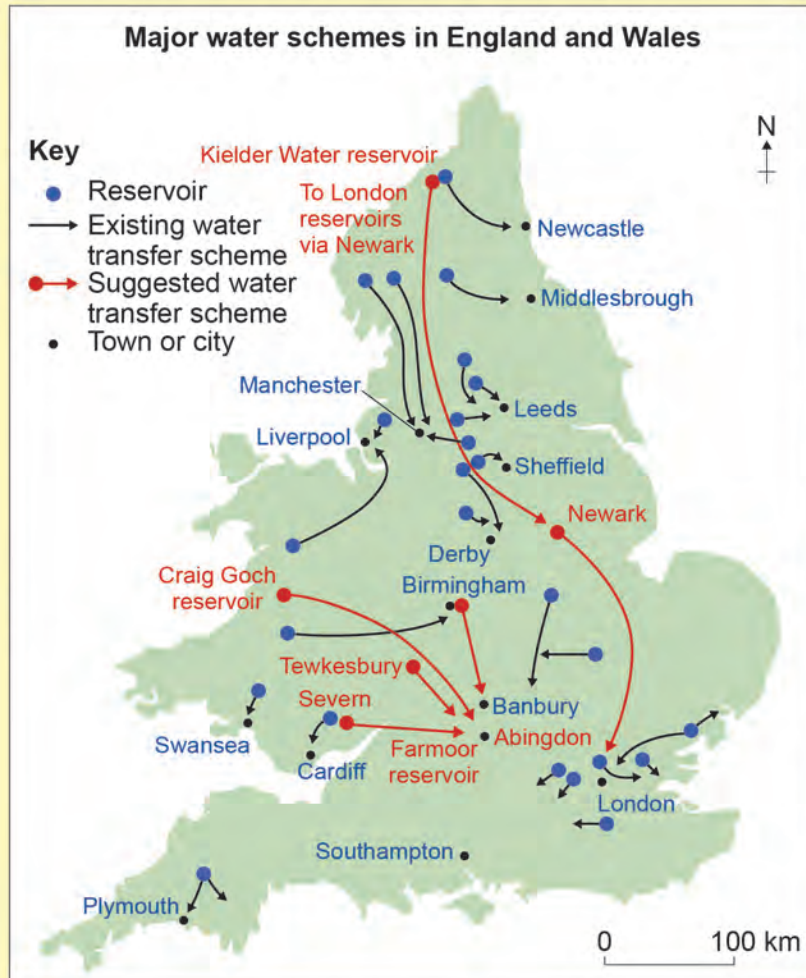 Major water schemes in England and Wales
N
Key
Reservoir
Existing water
transfer scheme
Suggested water
transfer scheme
Town or city
Kielder Water reservoir
To London
reservoirs
via Newark
Newcastle
Middlesbrough
Manchester
Leeds
Liverpool
Sheffield
Newark
Derby
Craig Goch
reservoir
Birmingham
Tewkesbury
Severn
Banbury
Abingdon
Farmoor
reservoir
Swansea
Cardiff
London
Southampton
Plymouth
0 100 km